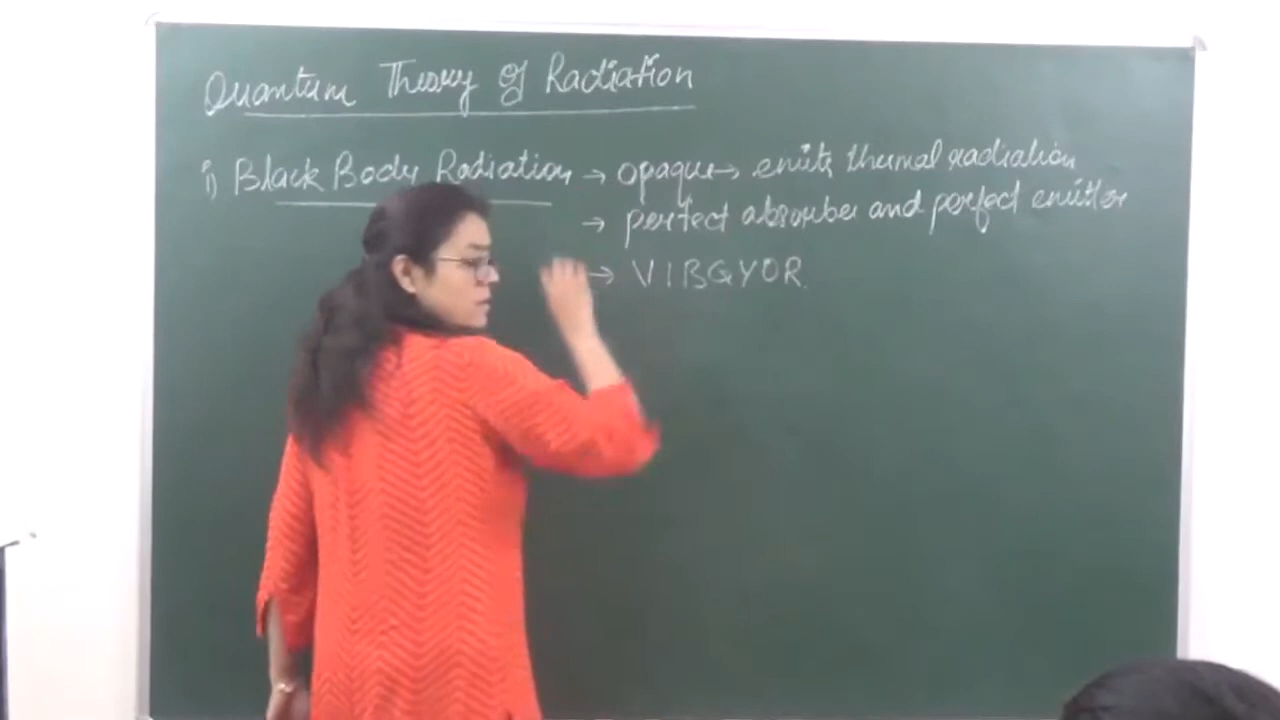 Quantum Theory of Radiation
i) Black Body Radiation → opaque → emits thermal radiation
→ perfect absorber and perfect emitter
→ VIBGYOR